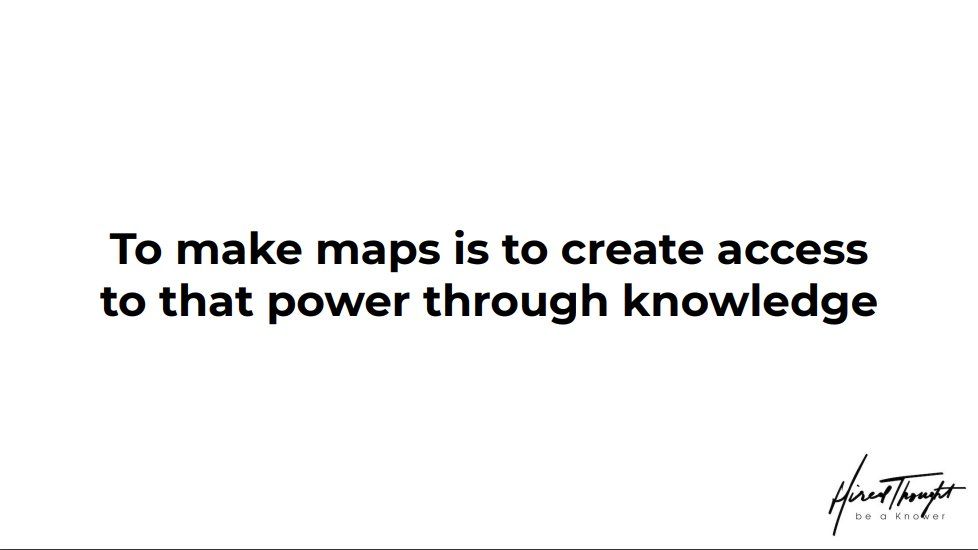 To make maps is to create access
to that power through knowledge
Hired Thought
be a Knower